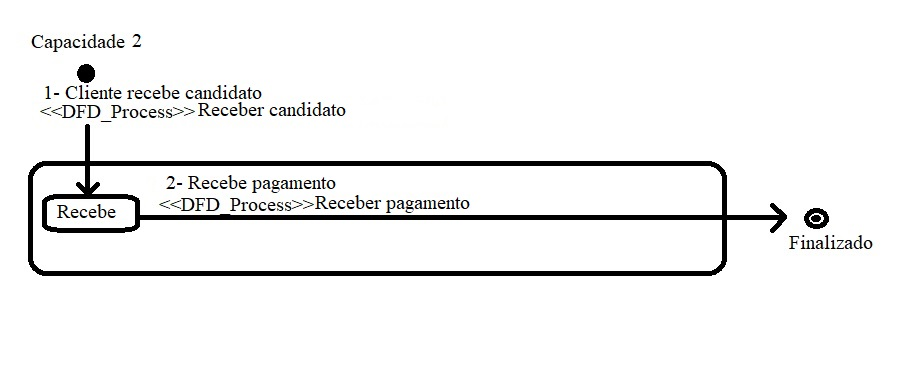 Capacidade 2
1- Cliente recebe candidato
<<DFD_Process>> Receber candidato
2- Recebe pagamento
<<DFD_Process>>Receber pagamento
Recebe
Finalizado